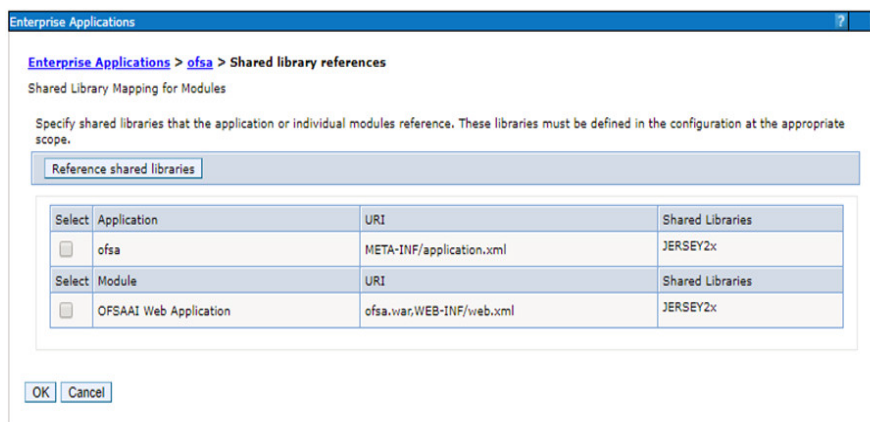 Enterprise Applications ?
Enterprise Applications > ofsa > Shared library references
Shared Library Mapping for Modules
Specify shared libraries that the application or individual modules reference. These libraries must be defined in the configuration at the appropriate
scope.
Reference shared libraries
Select Application URI Shared Libraries
ofsa META-INF/application.xml JERSEY2x
Select Module URI Shared Libraries
OFSAAI Web Application ofsa.war,WEB-INF/web.xml JERSEY2x
OK Cancel